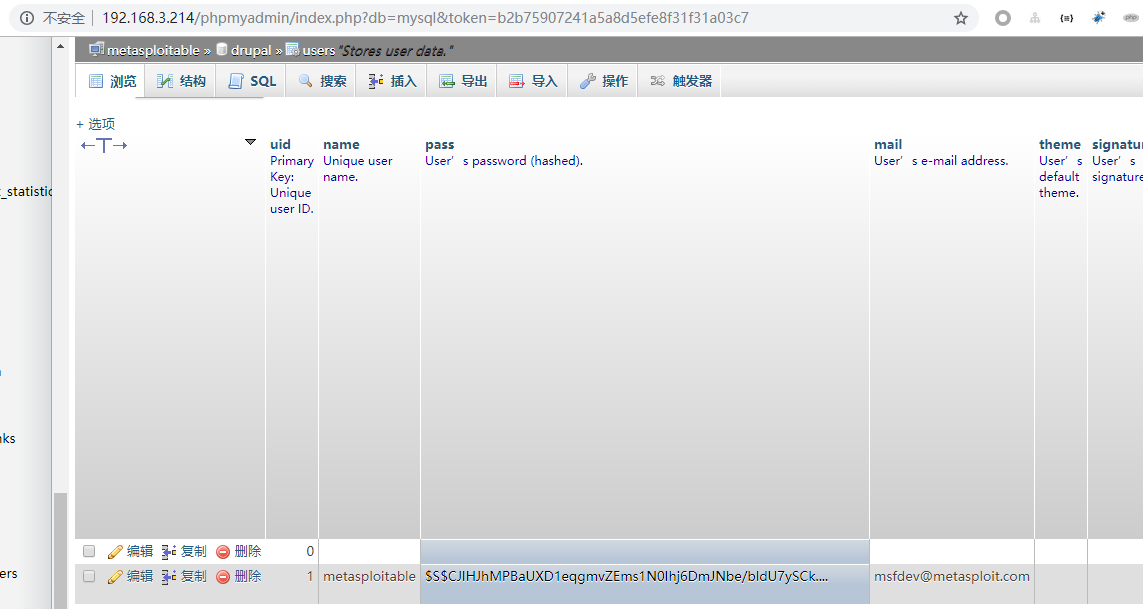 不安全 | 192.168.3.214/phpmyadmin/index.php?db=mysql&token=b2b75907241a5a8d5efe8f31f31a03c7
metasploitable » drupal » users "Stores user data."
浏览 结构 SQL 搜索 插入 导出 导入 操作 触发器
+ 选项
←T→ uid name pass mail theme signatur
Primary Unique user User's password (hashed). User's e-mail address. User's User's
Key: name. default signature
Unique theme.
user ID.
t_statistic
nks
ers
编辑 复制 删除 0
编辑 复制 删除 1 metasploitable $S$CJIHJhMPBaUXD1eqgmvZEms1N0Ihj6DmJNbe/bIdU7ySCk.... msfdev@metasploit.com